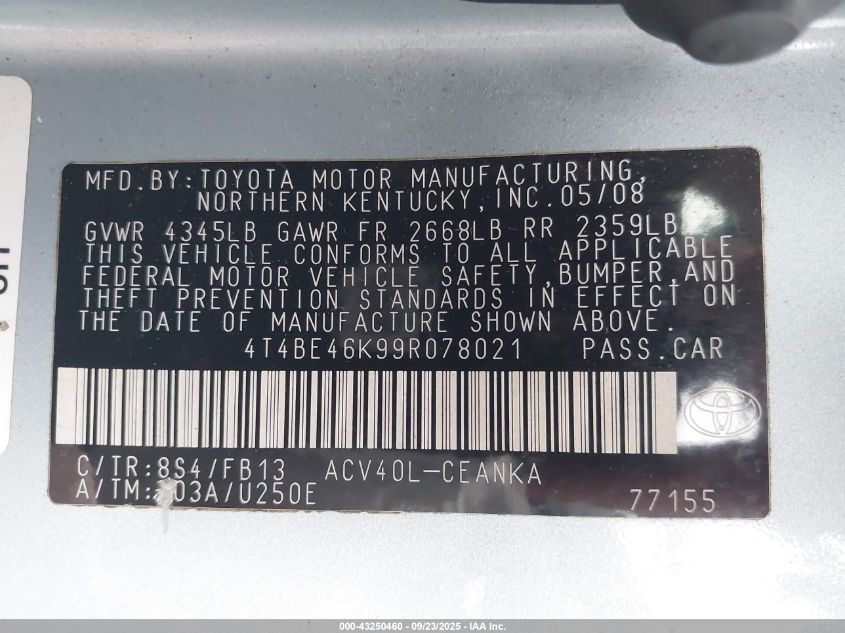 MFD.BY:TOYOTA MOTOR MANUFACTURING,
NORTHERN KENTUCKY,INC.05/08
GVWR 4345LB GAWR FR 2668LB RR 2359LB
THIS VEHICLE CONFORMS TO ALL APPLICABLE
FEDERAL MOTOR VEHICLE SAFETY,BUMPER,AND
THEFT PREVENTION STANDARDS IN EFFECT ON
THE DATE OF MANUFACTURE SHOWN ABOVE.
4T4BE46K99R078021 PASS.CAR
C/TR:8S4/FB13 ACV40L-CEANKA
A/TM: 03A/U250E 77155
000-43250460 - 09/23/2025 - IAA Inc.